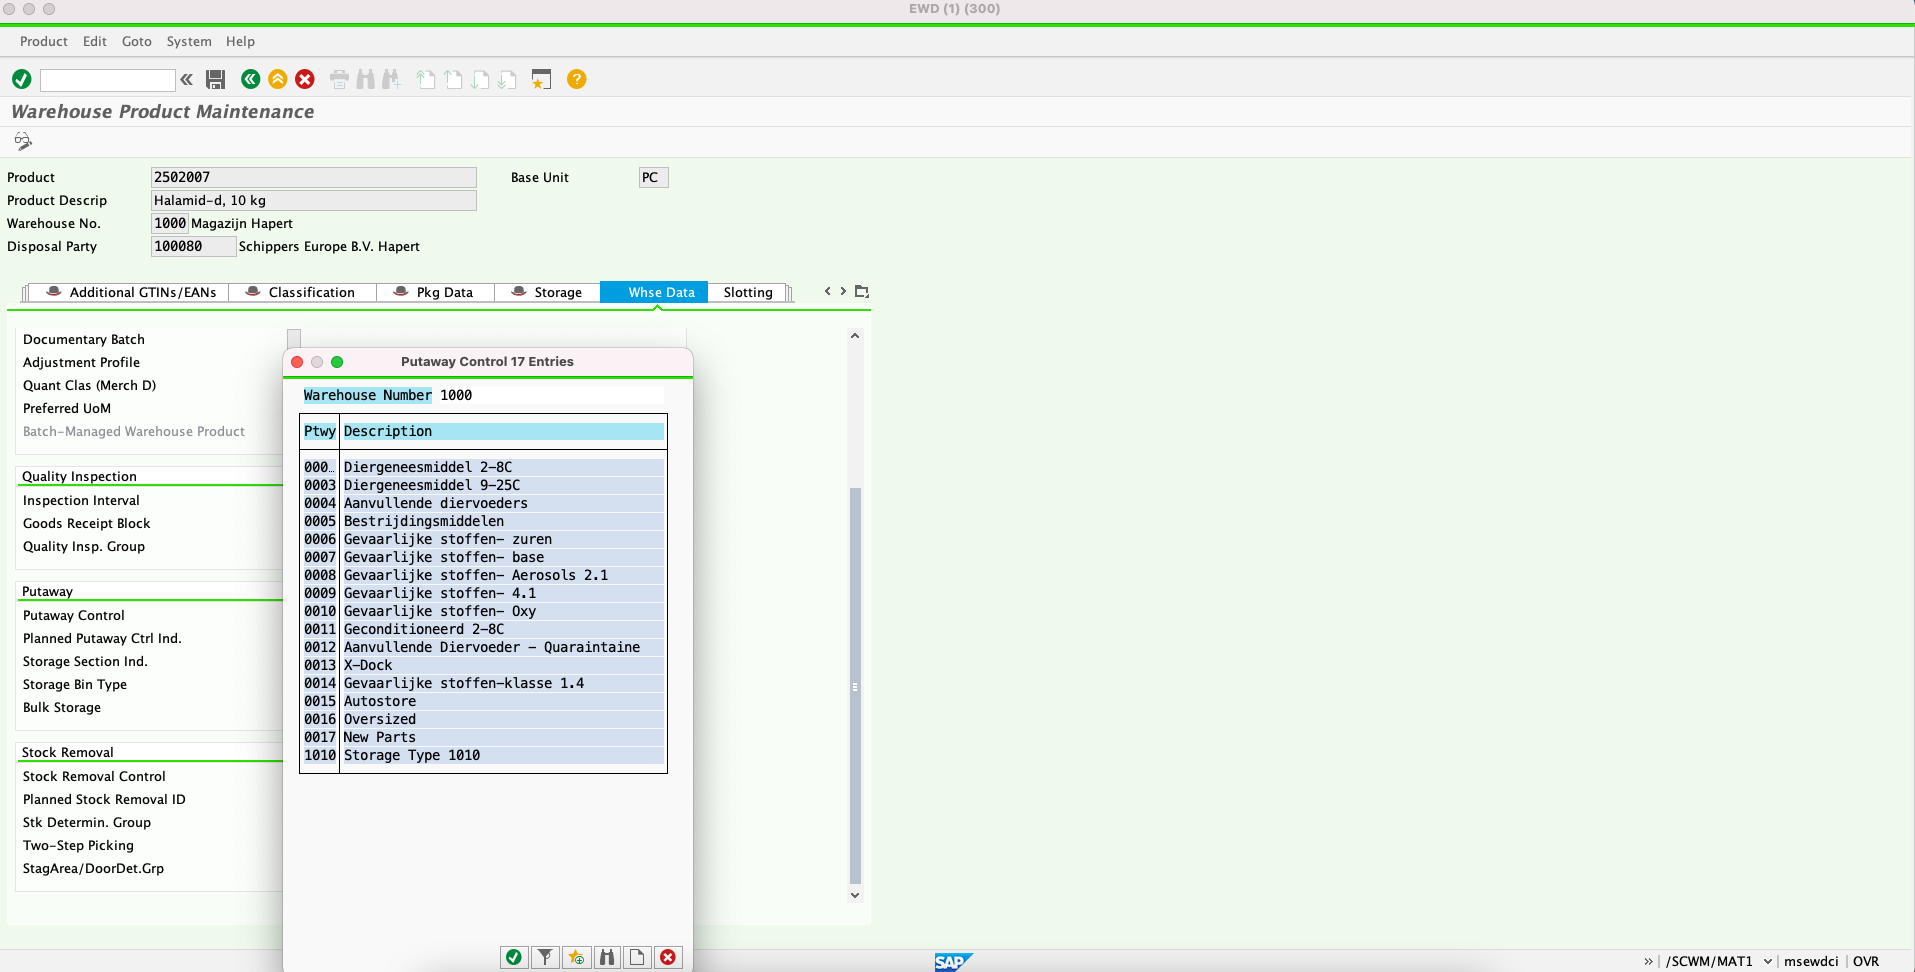 EWD (1) (300)
Product Edit Goto System Help
Warehouse Product Maintenance
Product 2502007 Base Unit PC
Product Descrip Halamid-d, 10 kg
Warehouse No. 1000 Magazijn Hapert
Disposal Party 100080 Schippers Europe B.V. Hapert
Additional GTINs/EANs Classification Pkg Data Storage Whse Data Slotting
Documentary Batch
Adjustment Profile
Quant Clas (Merch D)
Preferred UoM
Batch-Managed Warehouse Product
Quality Inspection
Inspection Interval
Goods Receipt Block
Quality Insp. Group
Putaway
Putaway Control
Planned Putaway Ctrl Ind.
Storage Section Ind.
Storage Bin Type
Bulk Storage
Stock Removal
Stock Removal Control
Planned Stock Removal ID
Stk Determin. Group
Two-Step Picking
StagArea/DoorDet.Grp
Putaway Control 17 Entries
Warehouse Number 1000
Ptwy Description
000… Diergeneesmiddel 2-8C
0003 Diergeneesmiddel 9-25C
0004 Aanvullende diervoeders
0005 Bestrijdingsmiddelen
0006 Gevaarlijke stoffen- zuren
0007 Gevaarlijke stoffen- base
0008 Gevaarlijke stoffen- Aerosols 2.1
0009 Gevaarlijke stoffen- 4.1
0010 Gevaarlijke stoffen- Oxy
0011 Geconditioneerd 2-8C
0012 Aanvullende Diervoeder - Quaraintaine
0013 X-Dock
0014 Gevaarlijke stoffen-klasse 1.4
0015 Autostore
0016 Oversized
0017 New Parts
1010 Storage Type 1010
SAP
/SCWM/MAT1 msewdci OVR